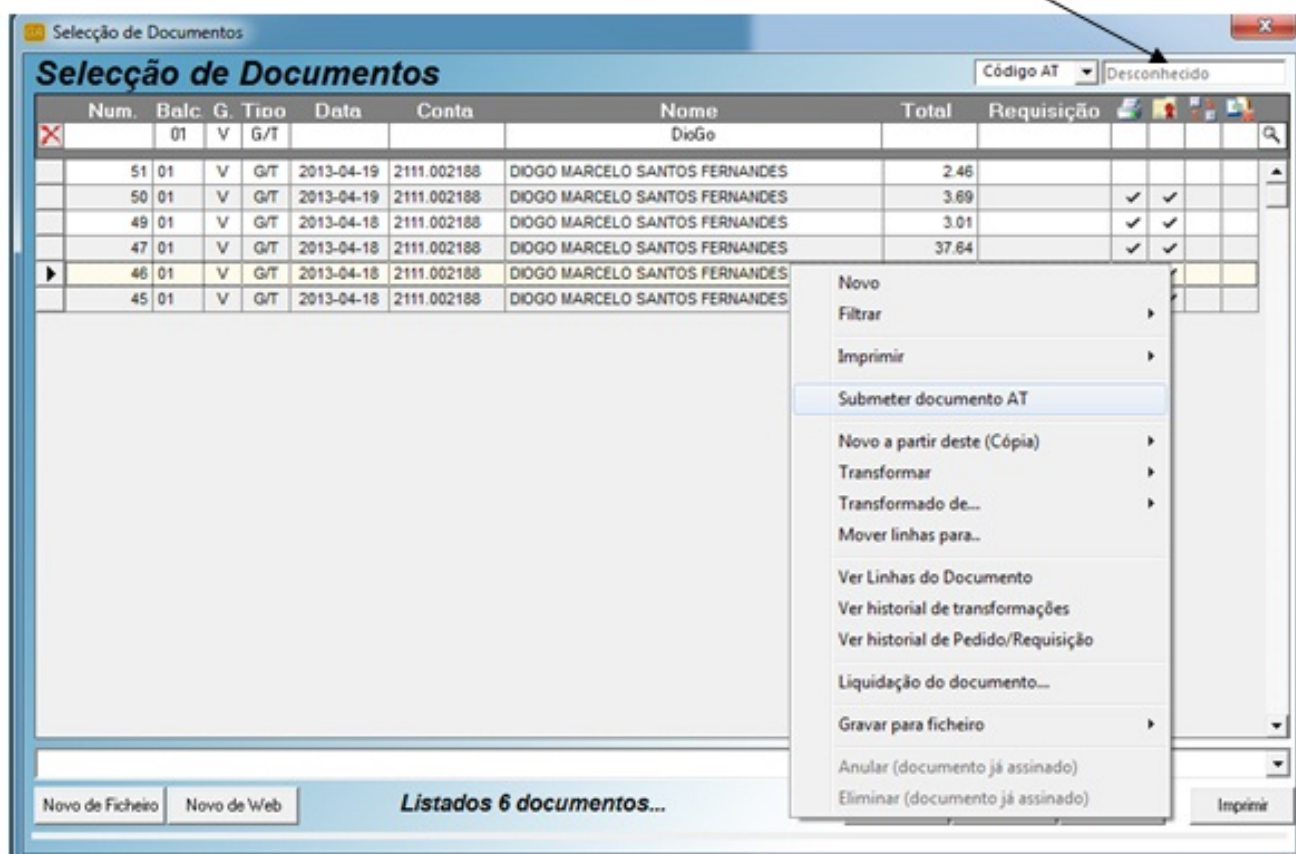 Selecção de Documentos
Selecção de Documentos
Código AT Desconhecido
Num. Balc G. Tipo Data Conta Nome Total Requisição
01 V G/T DioGo
51 01 V G/T 2013-04-19 2111.002188 DIOGO MARCELO SANTOS FERNANDES 2.46
50 01 V G/T 2013-04-19 2111.002188 DIOGO MARCELO SANTOS FERNANDES 3.69
49 01 V G/T 2013-04-18 2111.002188 DIOGO MARCELO SANTOS FERNANDES 3.01
47 01 V G/T 2013-04-18 2111.002188 DIOGO MARCELO SANTOS FERNANDES 37.64
46 01 V G/T 2013-04-18 2111.002188 DIOGO MARCELO SANTOS FERNANDES
45 01 V G/T 2013-04-18 2111.002188 DIOGO MARCELO SANTOS FERNANDES
Novo
Filtrar
Imprimir
Submeter documento AT
Novo a partir deste (Cópia)
Transformar
Transformado de...
Mover linhas para..
Ver Linhas do Documento
Ver historial de transformações
Ver historial de Pedido/Requisição
Liquidação do documento...
Gravar para ficheiro
Anular (documento já assinado)
Eliminar (documento já assinado)
Novo de Ficheiro Novo de Web Listados 6 documentos... Imprimir